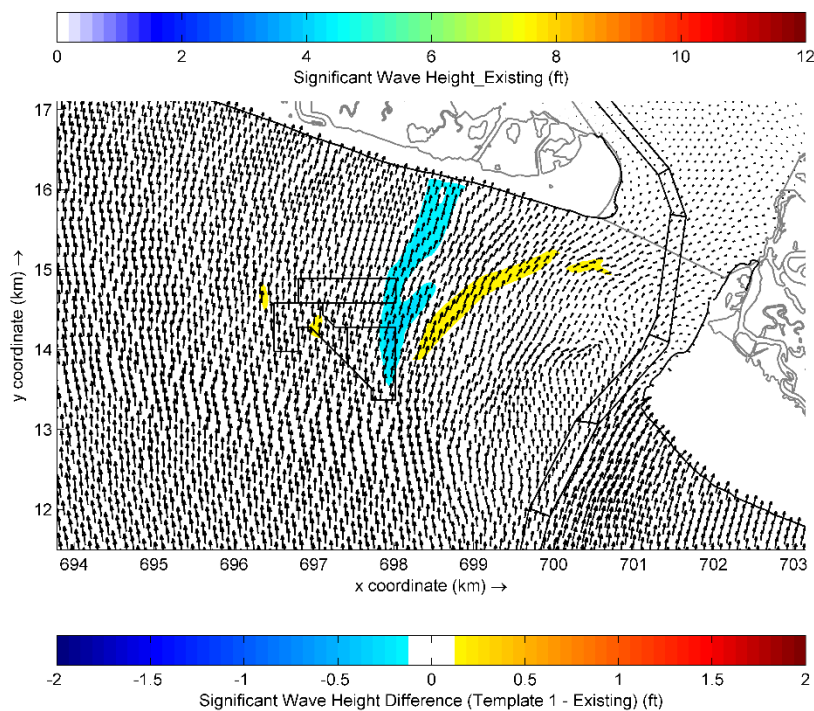 0 2 4 6 8 10 12
Significant Wave Height_Existing (ft)
17
16
15
14
13
12
y coordinate (km) →
694 695 696 697 698 699 700 701 702 703
x coordinate (km) →
-2 -1.5 -1 -0.5 0 0.5 1 1.5 2
Significant Wave Height Difference (Template 1 - Existing) (ft)